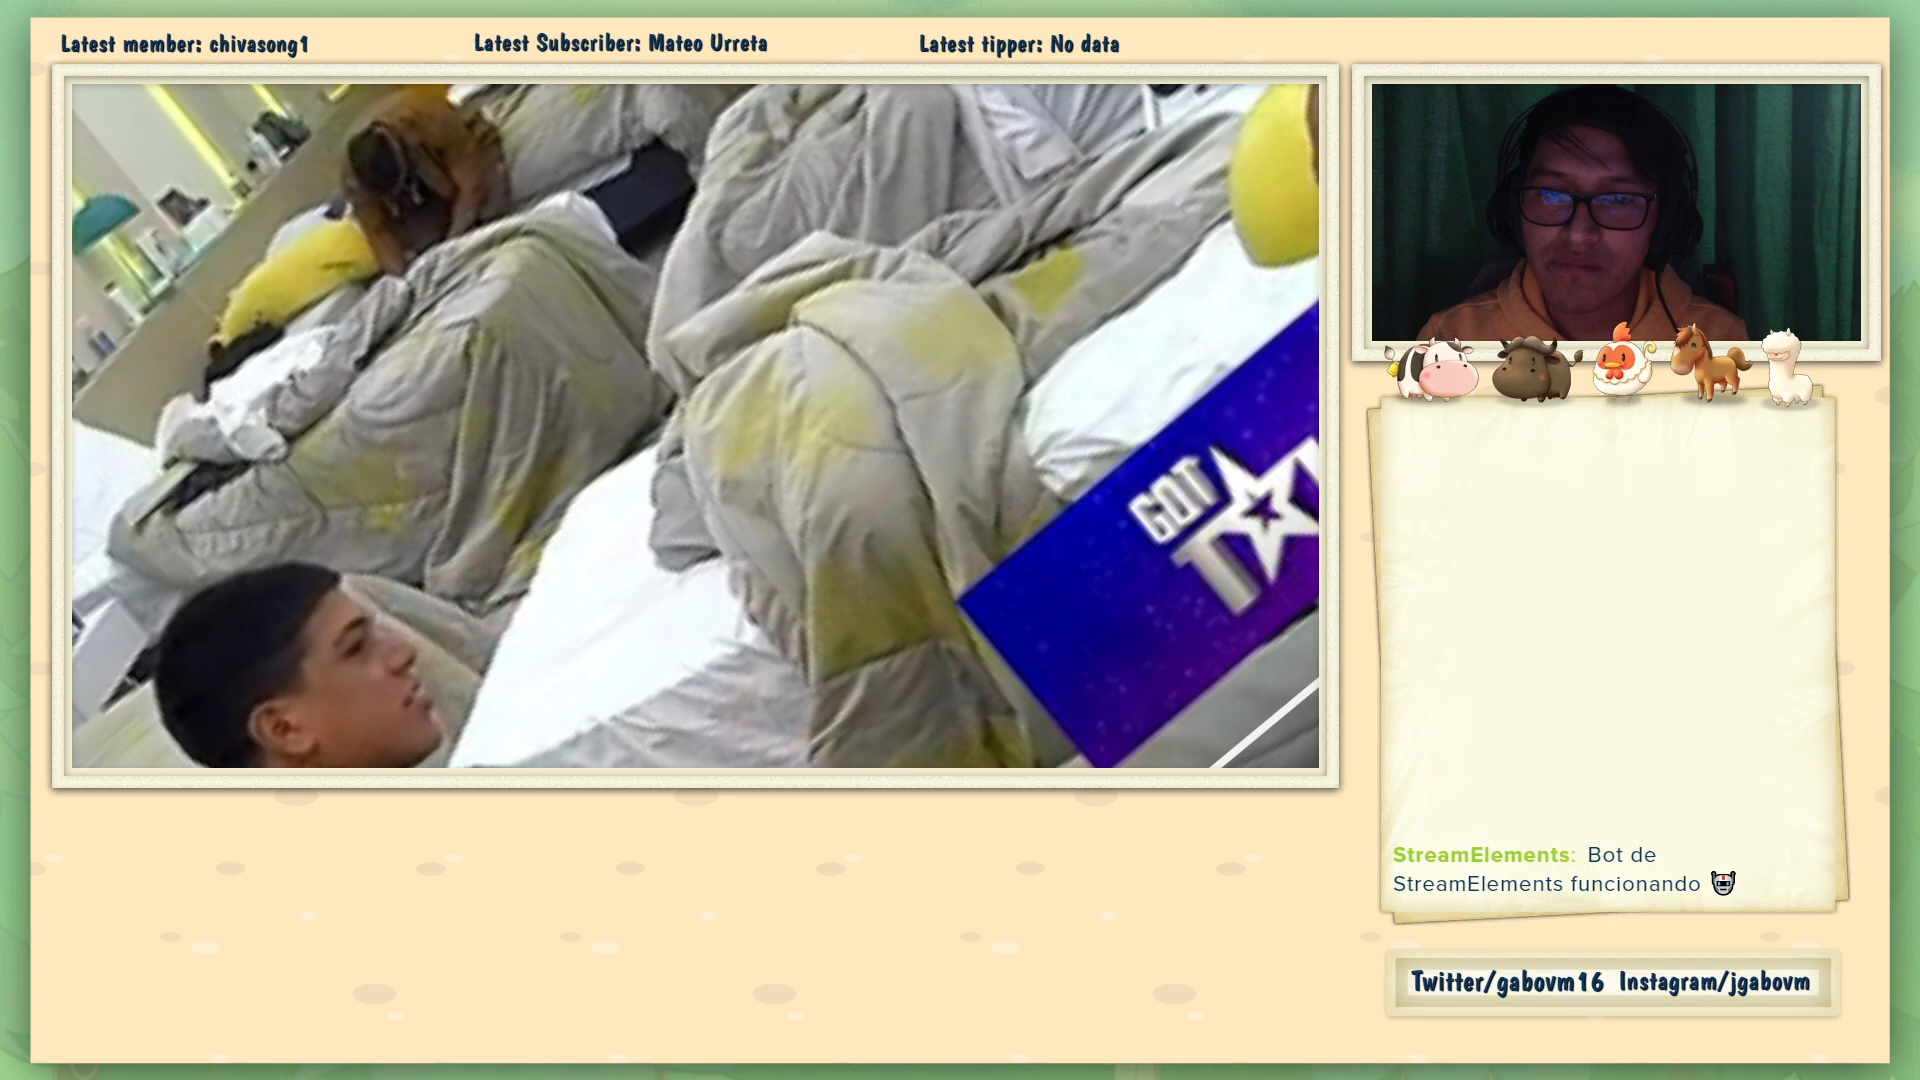 Latest member: chivasong1
Latest Subscriber: Mateo Urreta
Latest tipper: No data
GOT
StreamElements: Bot de
StreamElements funcionando
Twitter/gabovm16 Instagram/jgabovm